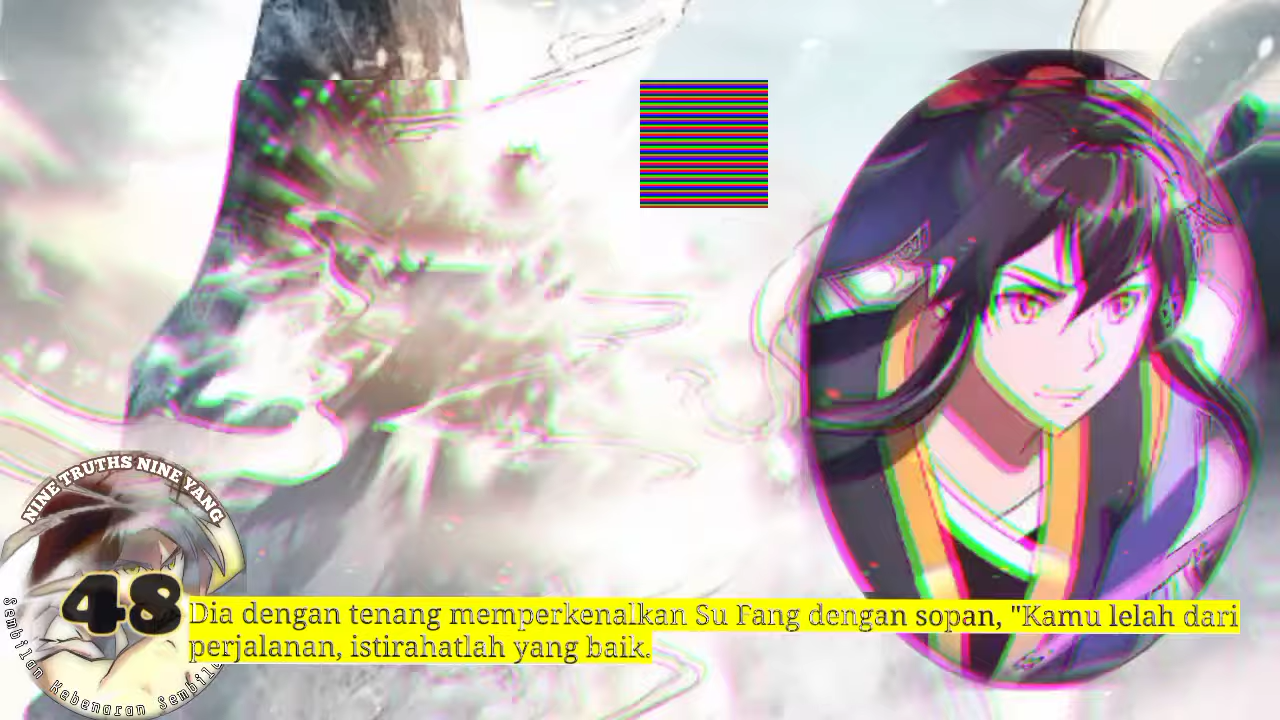 NINE TRUTHS NINE YANG
48
Sembilan Kebenaran Sembila
Dia dengan tenang memperkenalkan Su Fang dengan sopan, "Kamu lelah dari
perjalanan, istirahatlah yang baik.